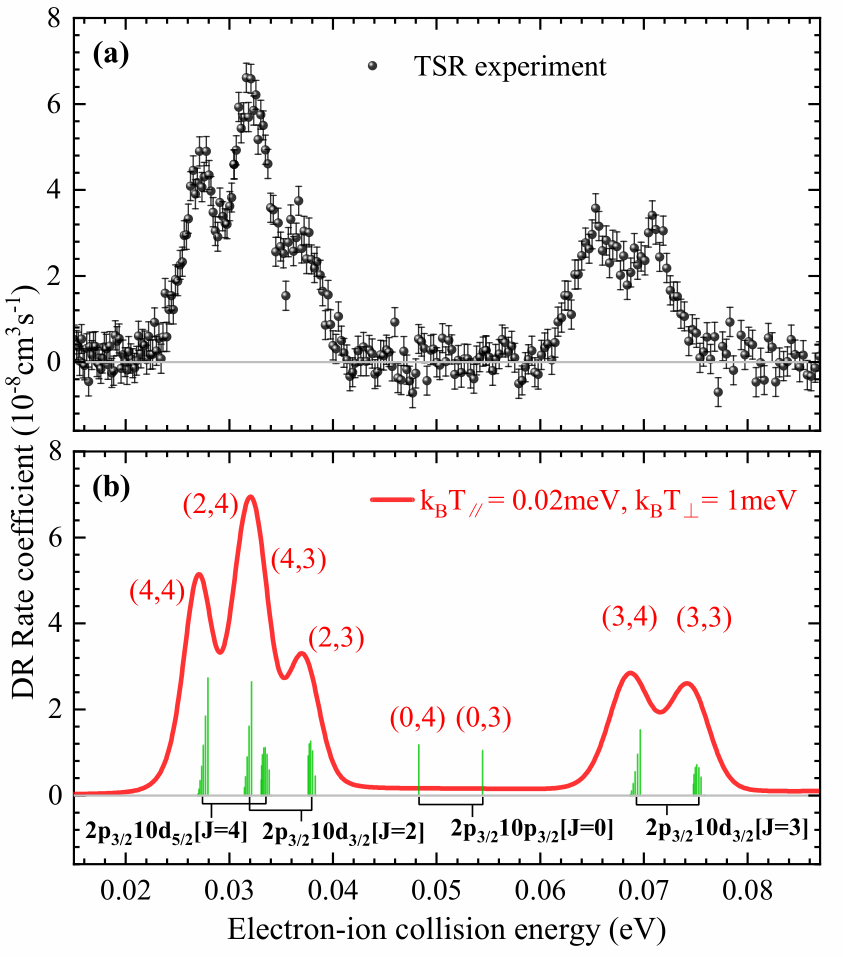 (a)
TSR experiment
8
6
4
2
0
DR Rate coefficient (10⁻⁸cm³s⁻¹)
(b)
k_BT_// = 0.02meV, k_BT_⊥ = 1meV
(2,4)
(4,3)
(4,4)
(2,3)
(3,4) (3,3)
(0,4) (0,3)
8
6
4
2
0
2p₃/₂10d₅/₂[J=4] 2p₃/₂10d₃/₂[J=2] 2p₃/₂10p₃/₂[J=0] 2p₃/₂10d₃/₂[J=3]
0.02 0.03 0.04 0.05 0.06 0.07 0.08
Electron-ion collision energy (eV)